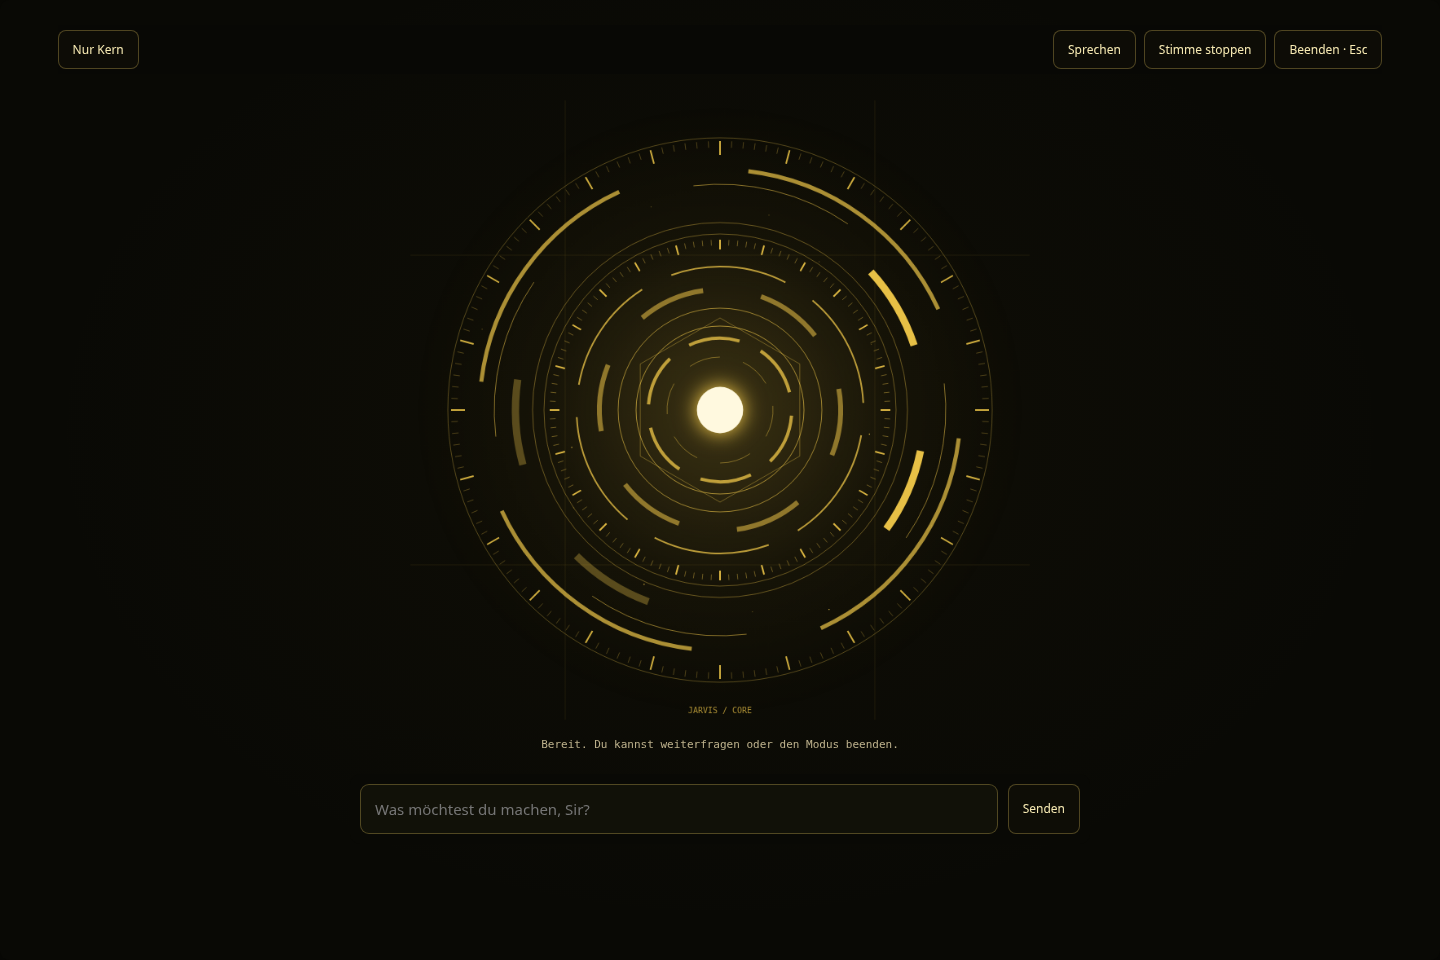 Nur Kern
Sprechen
Stimme stoppen
Beenden · Esc
JARVIS / CORE
Bereit. Du kannst weiterfragen oder den Modus beenden.
Was möchtest du machen, Sir?
Senden